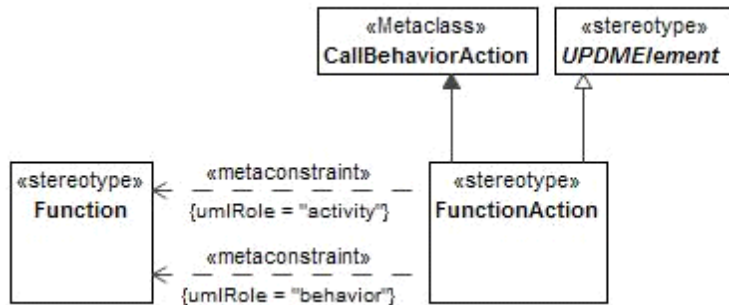 «Metaclass»
CallBehaviorAction
«stereotype»
UPDMElement
«stereotype»
Function
«metaconstraint»
{umlRole = "activity"}
«metaconstraint»
{umlRole = "behavior"}
«stereotype»
FunctionAction